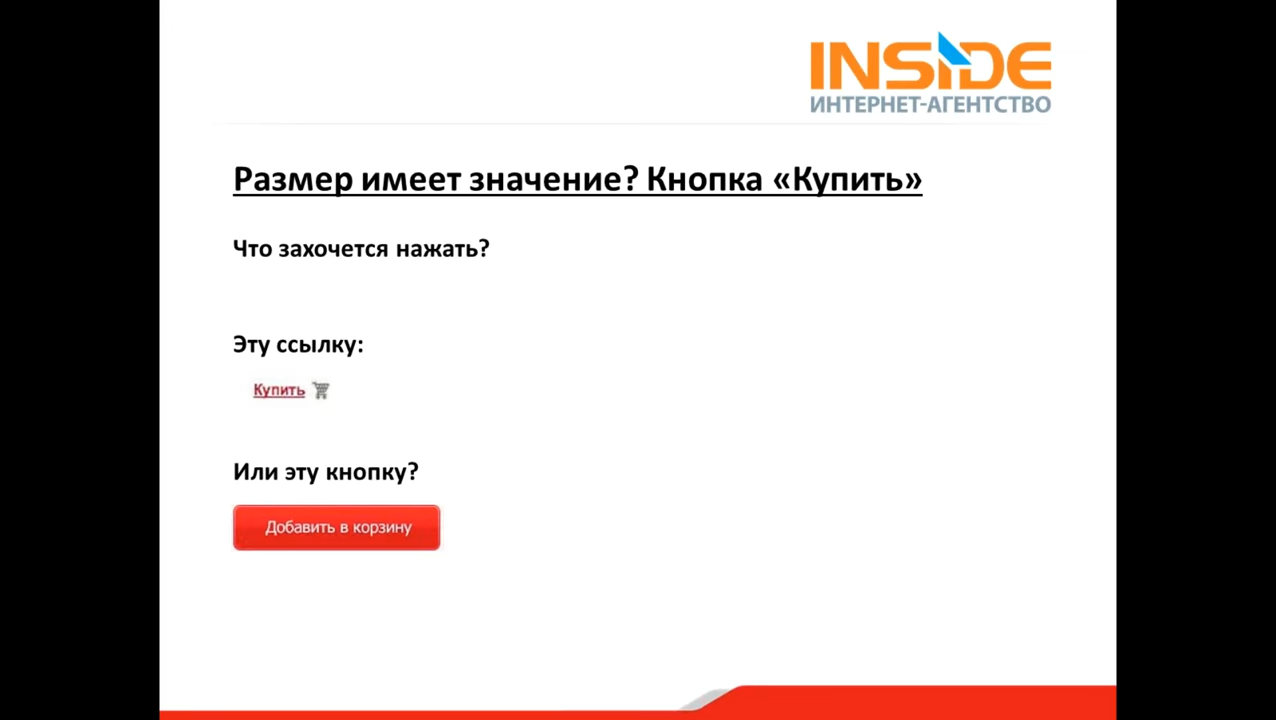 INSIDE
ИНТЕРНЕТ-АГЕНТСТВО
Размер имеет значение? Кнопка «Купить»
Что захочется нажать?
Эту ссылку:
Купить
Или эту кнопку?
Добавить в корзину